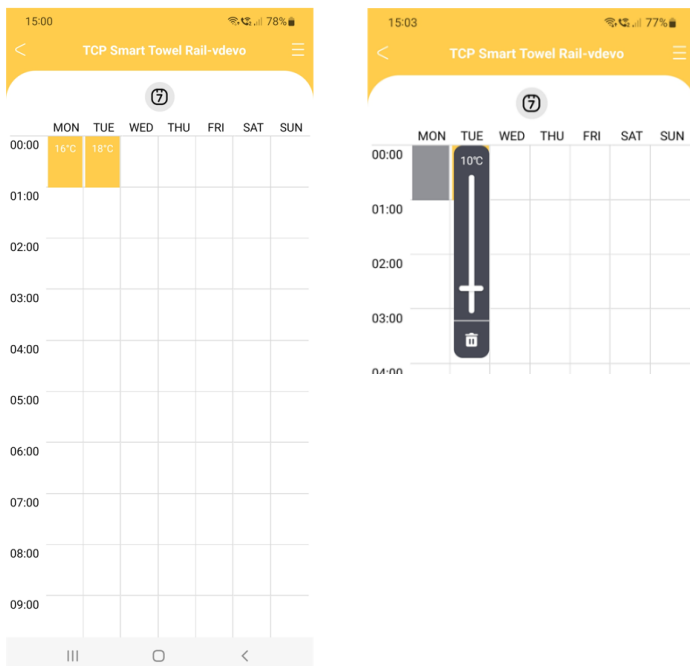 15:00 78%
TCP Smart Towel Rail-vdevo
7
MON TUE WED THU FRI SAT SUN
00:00 16°C 18°C
01:00
02:00
03:00
04:00
05:00
06:00
07:00
08:00
09:00
15:03 77%
TCP Smart Towel Rail-vdevo
7
MON TUE WED THU FRI SAT SUN
00:00 10°C
01:00
02:00
03:00
04:00